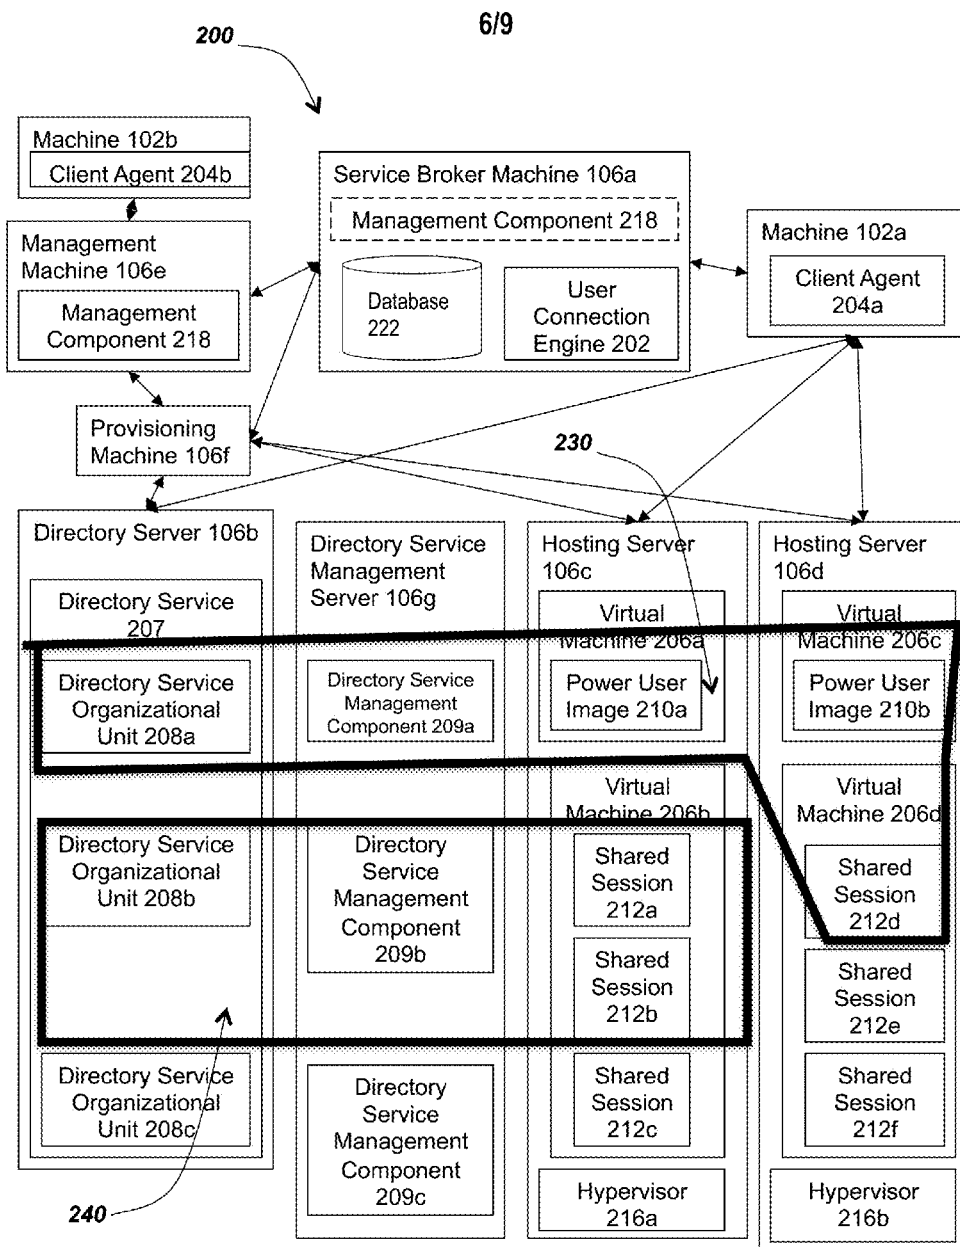 6/9
200
Machine 102b
Client Agent 204b
Management
Machine 106e
Management
Component 218
Service Broker Machine 106a
Management Component 218
Database
222
User
Connection
Engine 202
Machine 102a
Client Agent
204a
Provisioning
Machine 106f
230
Directory Server 106b
Directory Service
207
Directory Service
Organizational
Unit 208a
Directory Service
Organizational
Unit 208b
Directory Service
Organizational
Unit 208c
240
Directory Service
Management
Server 106g
Directory Service
Management
Component 209a
Directory
Service
Management
Component
209b
Directory
Service
Management
Component
209c
Hosting Server
106c
Virtual
Machine 206a
Power User
Image 210a
Virtual
Machine 206b
Shared
Session
212a
Shared
Session
212b
Shared
Session
212c
Hypervisor
216a
Hosting Server
106d
Virtual
Machine 206c
Power User
Image 210b
Virtual
Machine 206d
Shared
Session
212d
Shared
Session
212e
Shared
Session
212f
Hypervisor
216b